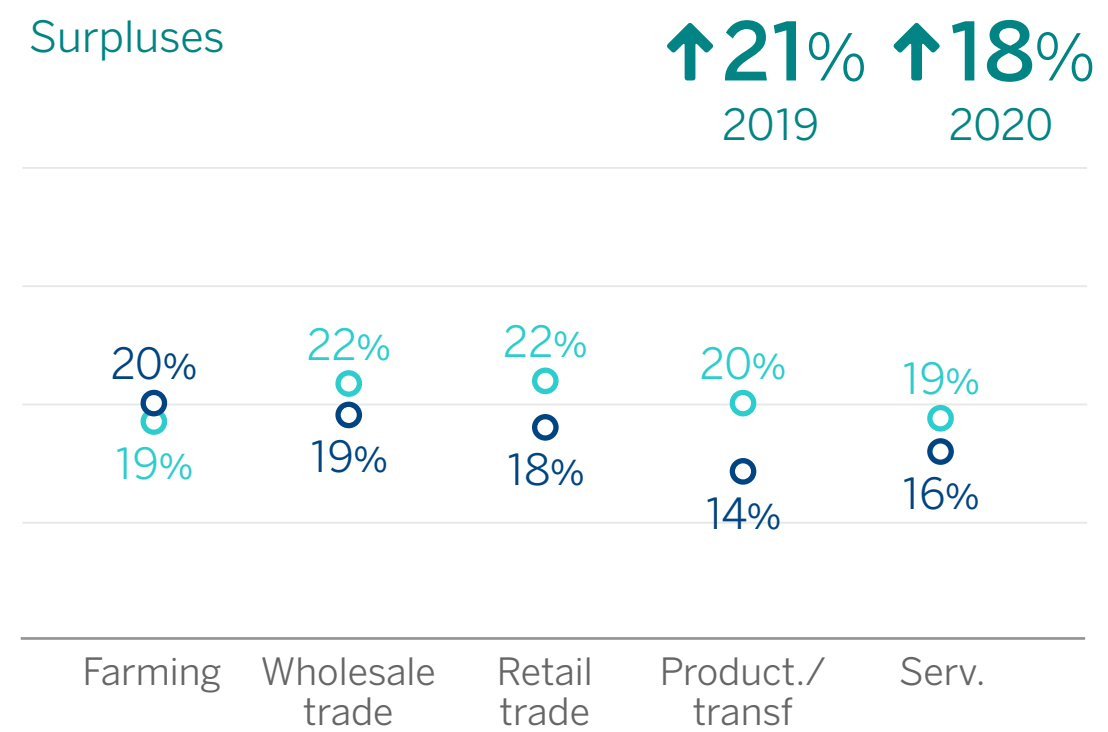 Surpluses
↑21% ↑18%
2019 2020
20% 22% 22% 20% 19%
19% 19% 18% 14% 16%
Farming Wholesale Retail Product./ Serv.
trade trade transf